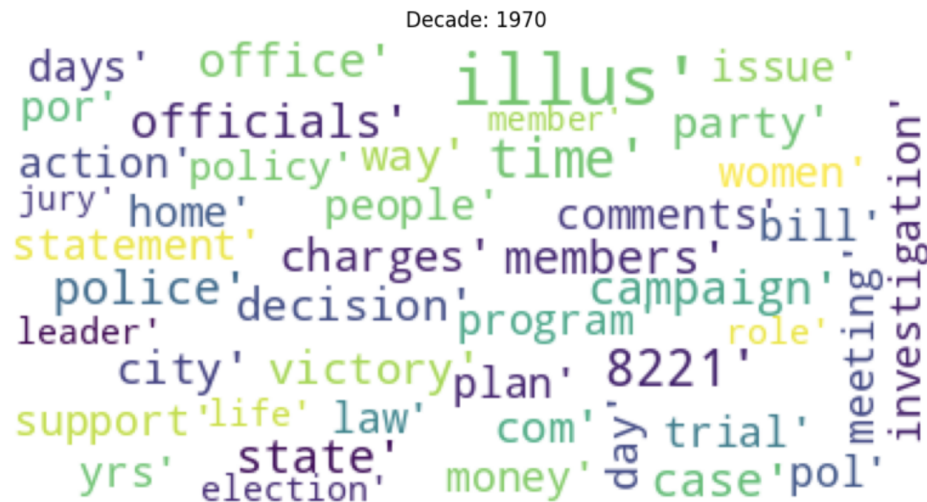 Decade: 1970
days' office' illus' issue'
por' officials' member' party'
action' policy' way' time' women'
jury' home' people' comments' bill'
statement' charges' members'
police' decision' campaign'
leader' program' role'
city' victory' plan' 8221'
support' life' law' com' day' trial'
yrs' state' money' case' pol'
election'
meeting'
investigation'